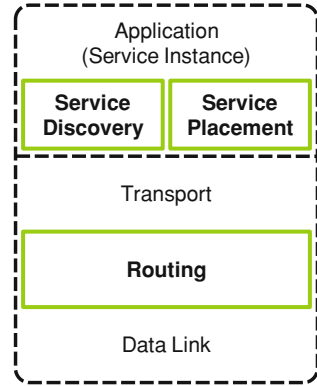 Application
(Service Instance)
Service Service
Discovery Placement
Transport
Routing
Data Link